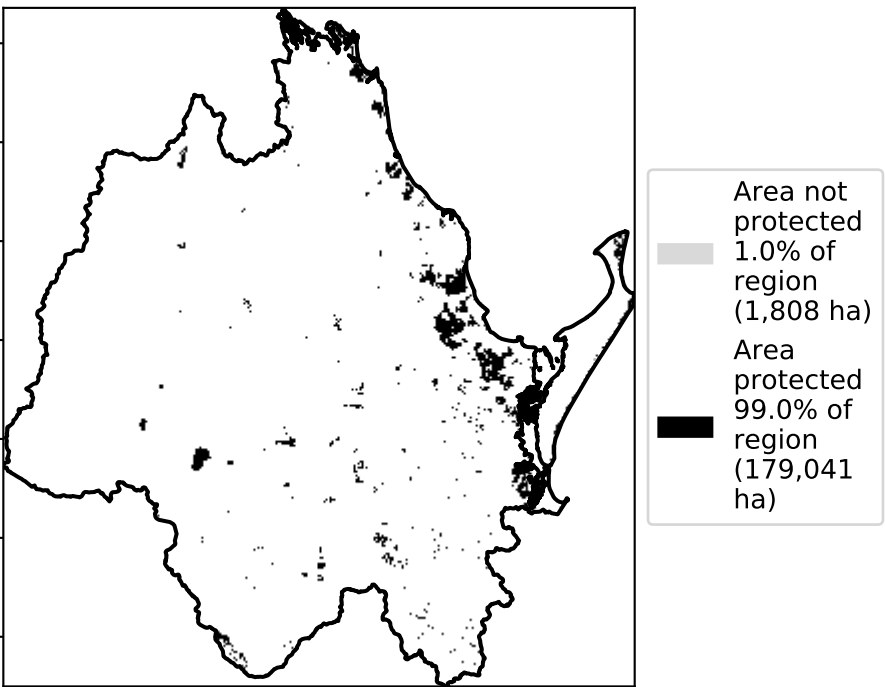 Area not
protected
1.0% of
region
(1,808 ha)
Area
protected
99.0% of
region
(179,041
ha)